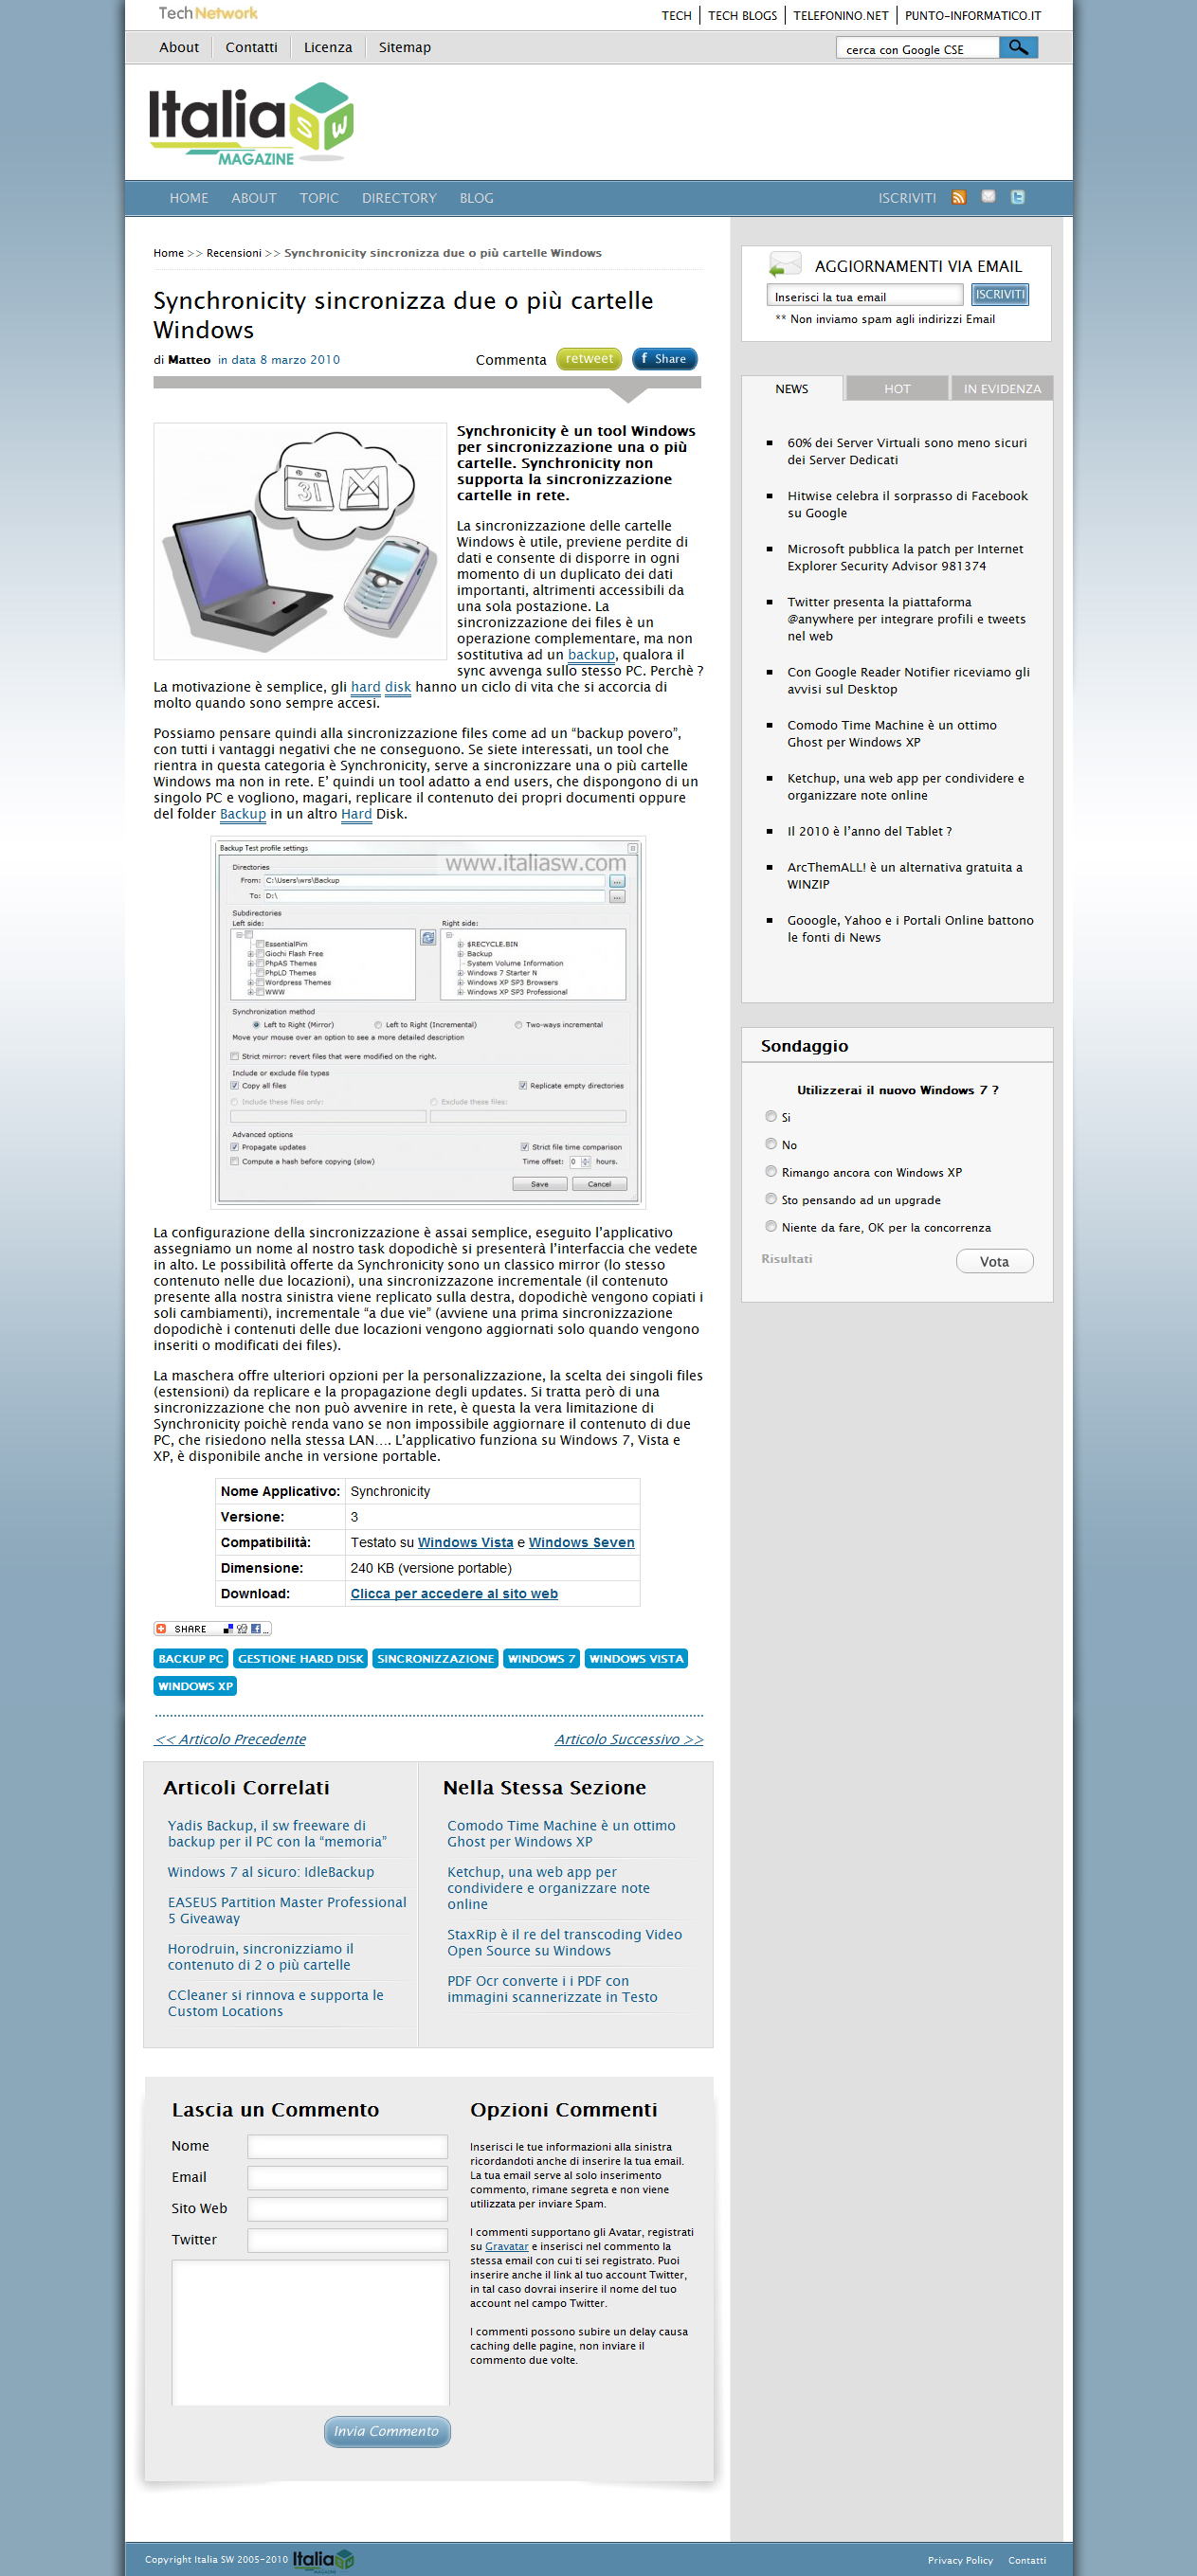 TechNetwork
TECH
TECH BLOGS
TELEFONINO.NET
PUNTO-INFORMATICO.IT
About
Contatti
Licenza
Sitemap
cerca con Google CSE
Italia SW
MAGAZINE
HOME
ABOUT
TOPIC
DIRECTORY
BLOG
ISCRIVITI
Home >> Recensioni >> Synchronicity sincronizza due o più cartelle Windows
Synchronicity sincronizza due o più cartelle
Windows
di Matteo in data 8 marzo 2010
Commenta
retweet
f Share
31
Synchronicity è un tool Windows
per sincronizzazione una o più
cartelle. Synchronicity non
supporta la sincronizzazione
cartelle in rete.
La sincronizzazione delle cartelle
Windows è utile, previene perdite di
dati e consente di disporre in ogni
momento di un duplicato dei dati
importanti, altrimenti accessibili da
una sola postazione. La
sincronizzazione dei files è un
operazione complementare, ma non
sostitutiva ad un backup, qualora il
sync avvenga sullo stesso PC. Perchè ?
La motivazione è semplice, gli hard disk hanno un ciclo di vita che si accorcia di
molto quando sono sempre accesi.
Possiamo pensare quindi alla sincronizzazione files come ad un “backup povero”,
con tutti i vantaggi negativi che ne conseguono. Se siete interessati, un tool che
rientra in questa categoria è Synchronicity, serve a sincronizzare una o più cartelle
Windows ma non in rete. E’ quindi un tool adatto a end users, che dispongono di un
singolo PC e vogliono, magari, replicare il contenuto dei propri documenti oppure
del folder Backup in un altro Hard Disk.
Backup Test profile settings
www.italiasw.com
Directories
From: C:\Users\wrs\Backup
...
To: D:\
...
Subdirectories
Left side:
EssentialPim
Giochi Flash Free
PhpAS Themes
PhpLD Themes
Wordpress Themes
WWW
Right side:
$RECYCLE.BIN
Backup
System Volume Information
Windows 7 Starter N
Windows XP SP3 Browsers
Windows XP SP3 Professional
Synchronization method
Left to Right (Mirror)
Left to Right (Incremental)
Two-ways incremental
Move your mouse over an option to see a more detailed description
Strict mirror: revert files that were modified on the right.
Include or exclude file types
Copy all files
Replicate empty directories
Include these files only:
Exclude these files:
Advanced options
Propagate updates
Strict file time comparison
Compute a hash before copying (slow)
Time offset: 0 hours.
Save
Cancel
La configurazione della sincronizzazione è assai semplice, eseguito l’applicativo
assegniamo un nome al nostro task dopodichè si presenterà l’interfaccia che vedete
in alto. Le possibilità offerte da Synchronicity sono un classico mirror (lo stesso
contenuto nelle due locazioni), una sincronizzazone incrementale (il contenuto
presente alla nostra sinistra viene replicato sulla destra, dopodichè vengono copiati i
soli cambiamenti), incrementale “a due vie” (avviene una prima sincronizzazione
dopodichè i contenuti delle due locazioni vengono aggiornati solo quando vengono
inseriti o modificati dei files).
La maschera offre ulteriori opzioni per la personalizzazione, la scelta dei singoli files
(estensioni) da replicare e la propagazione degli updates. Si tratta però di una
sincronizzazione che non può avvenire in rete, è questa la vera limitazione di
Synchronicity poichè renda vano se non impossibile aggiornare il contenuto di due
PC, che risiedono nella stessa LAN…. L’applicativo funziona su Windows 7, Vista e
XP, è disponibile anche in versione portable.
Nome Applicativo: Synchronicity
Versione: 3
Compatibilità: Testato su Windows Vista e Windows Seven
Dimensione: 240 KB (versione portable)
Download: Clicca per accedere al sito web
SHARE ...
BACKUP PC
GESTIONE HARD DISK
SINCRONIZZAZIONE
WINDOWS 7
WINDOWS VISTA
WINDOWS XP
<< Articolo Precedente
Articolo Successivo >>
Articoli Correlati
Yadis Backup, il sw freeware di
backup per il PC con la “memoria”
Windows 7 al sicuro: IdleBackup
EASEUS Partition Master Professional
5 Giveaway
Horodruin, sincronizziamo il
contenuto di 2 o più cartelle
CCleaner si rinnova e supporta le
Custom Locations
Nella Stessa Sezione
Comodo Time Machine è un ottimo
Ghost per Windows XP
Ketchup, una web app per
condividere e organizzare note
online
StaxRip è il re del transcoding Video
Open Source su Windows
PDF Ocr converte i i PDF con
immagini scannerizzate in Testo
Lascia un Commento
Nome
Email
Sito Web
Twitter
Invia Commento
Opzioni Commenti
Inserisci le tue informazioni alla sinistra
ricordandoti anche di inserire la tua email.
La tua email serve al solo inserimento
commento, rimane segreta e non viene
utilizzata per inviare Spam.
I commenti supportano gli Avatar, registrati
su Gravatar e inserisci nel commento la
stessa email con cui ti sei registrato. Puoi
inserire anche il link al tuo account Twitter,
in tal caso dovrai inserire il nome del tuo
account nel campo Twitter.
I commenti possono subire un delay causa
caching delle pagine, non inviare il
commento due volte.
AGGIORNAMENTI VIA EMAIL
Inserisci la tua email
ISCRIVITI
** Non inviamo spam agli indirizzi Email
NEWS
HOT
IN EVIDENZA
60% dei Server Virtuali sono meno sicuri
dei Server Dedicati
Hitwise celebra il sorprasso di Facebook
su Google
Microsoft pubblica la patch per Internet
Explorer Security Advisor 981374
Twitter presenta la piattaforma
@anywhere per integrare profili e tweets
nel web
Con Google Reader Notifier riceviamo gli
avvisi sul Desktop
Comodo Time Machine è un ottimo
Ghost per Windows XP
Ketchup, una web app per condividere e
organizzare note online
Il 2010 è l’anno del Tablet ?
ArcThemALL! è un alternativa gratuita a
WINZIP
Gooogle, Yahoo e i Portali Online battono
le fonti di News
Sondaggio
Utilizzerai il nuovo Windows 7 ?
Si
No
Rimango ancora con Windows XP
Sto pensando ad un upgrade
Niente da fare, OK per la concorrenza
Risultati
Vota
Copyright Italia SW 2005-2010
Italia
MAGAZINE
Privacy Policy
Contatti